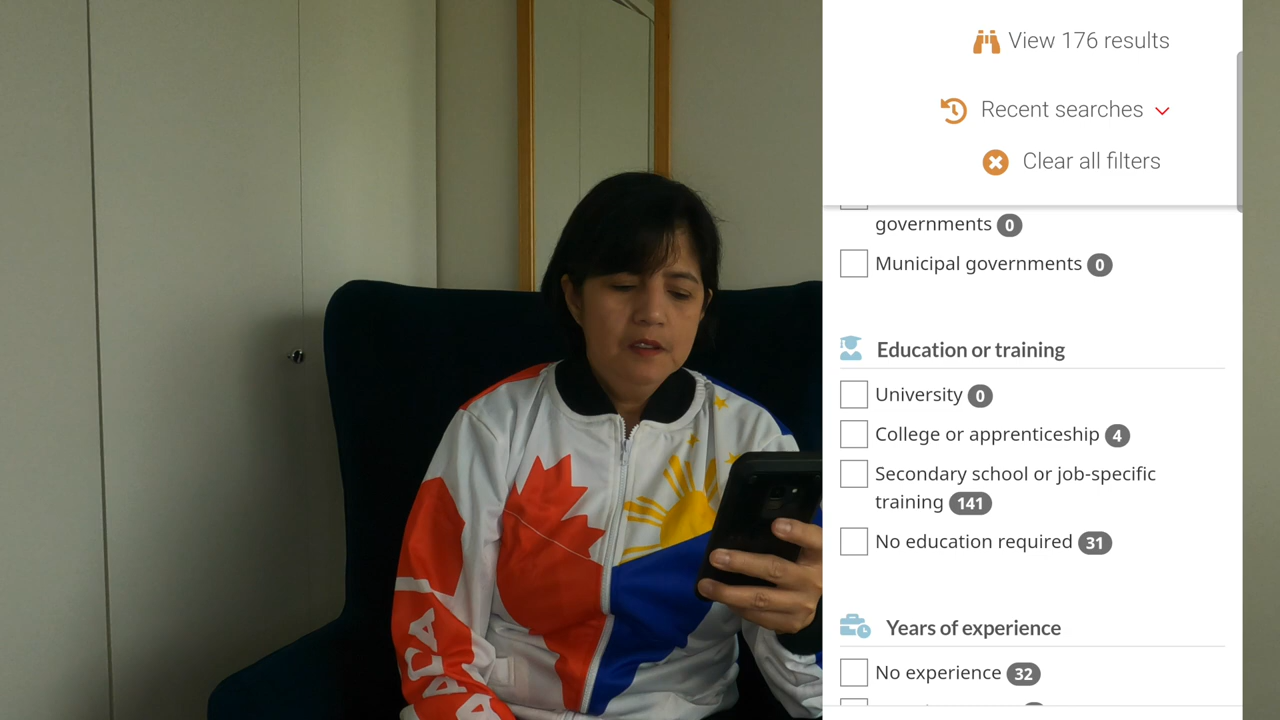 View 176 results
Recent searches
Clear all filters
governments 0
Municipal governments 0
Education or training
University 0
College or apprenticeship 4
Secondary school or job-specific
training 141
No education required 31
Years of experience
No experience 32